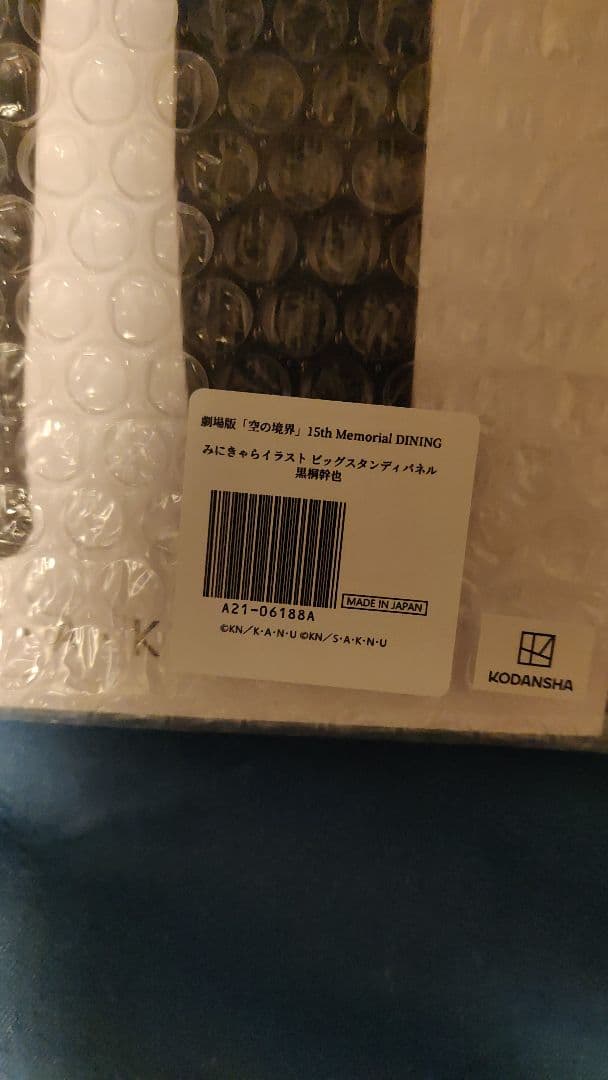 劇場版「空の境界」15th Memorial DINING
みにきゃらイラスト ビッグスタンディパネル
黒桐幹也
A21-06188A
MADE IN JAPAN
©KN/K・A・N・U ©KN/S・A・K・N・U
K
KODANSHA